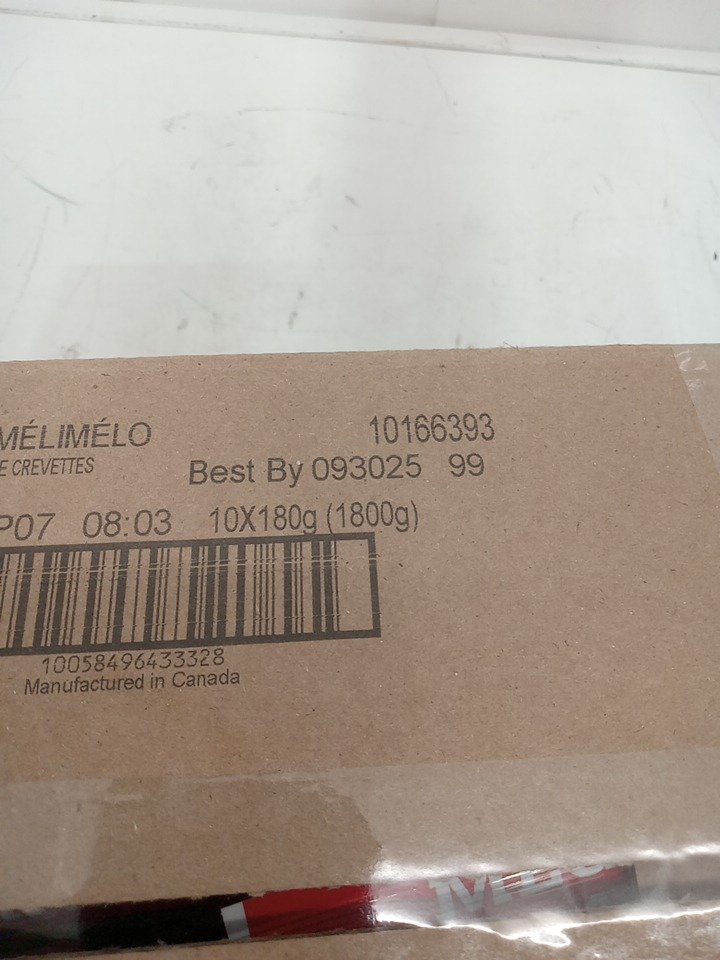 MÉLIMÉLO 10166393
E CREVETTES Best By 093025 99
P07 08:03 10X180g (1800g)
10058496433328
Manufactured in Canada